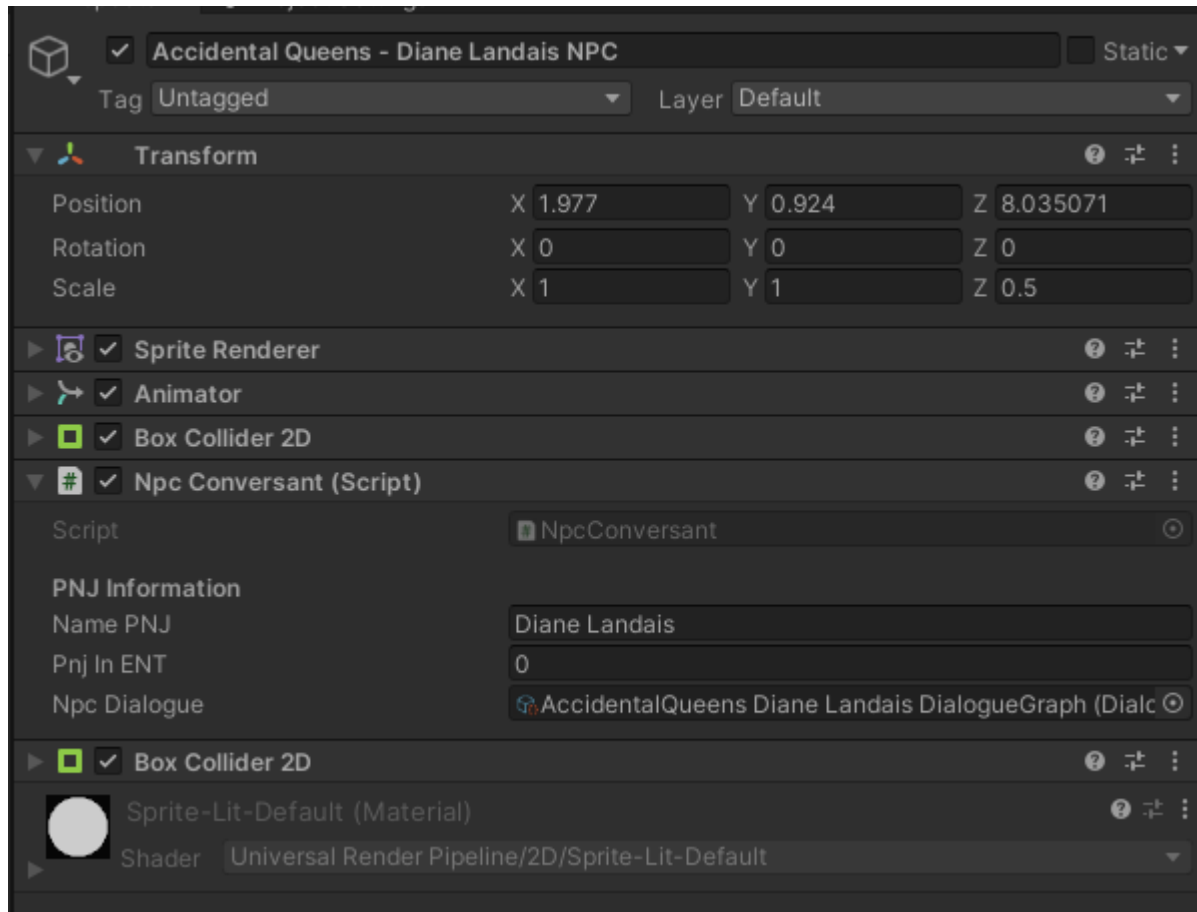 Accidental Queens - Diane Landais NPC Static
Tag Untagged Layer Default
Transform
Position X 1.977 Y 0.924 Z 8.035071
Rotation X 0 Y 0 Z 0
Scale X 1 Y 1 Z 0.5
Sprite Renderer
Animator
Box Collider 2D
# Npc Conversant (Script)
Script # NpcConversant
PNJ Information
Name PNJ Diane Landais
Pnj In ENT 0
Npc Dialogue AccidentalQueens Diane Landais DialogueGraph (Dialc
Box Collider 2D
Sprite-Lit-Default (Material)
Shader Universal Render Pipeline/2D/Sprite-Lit-Default